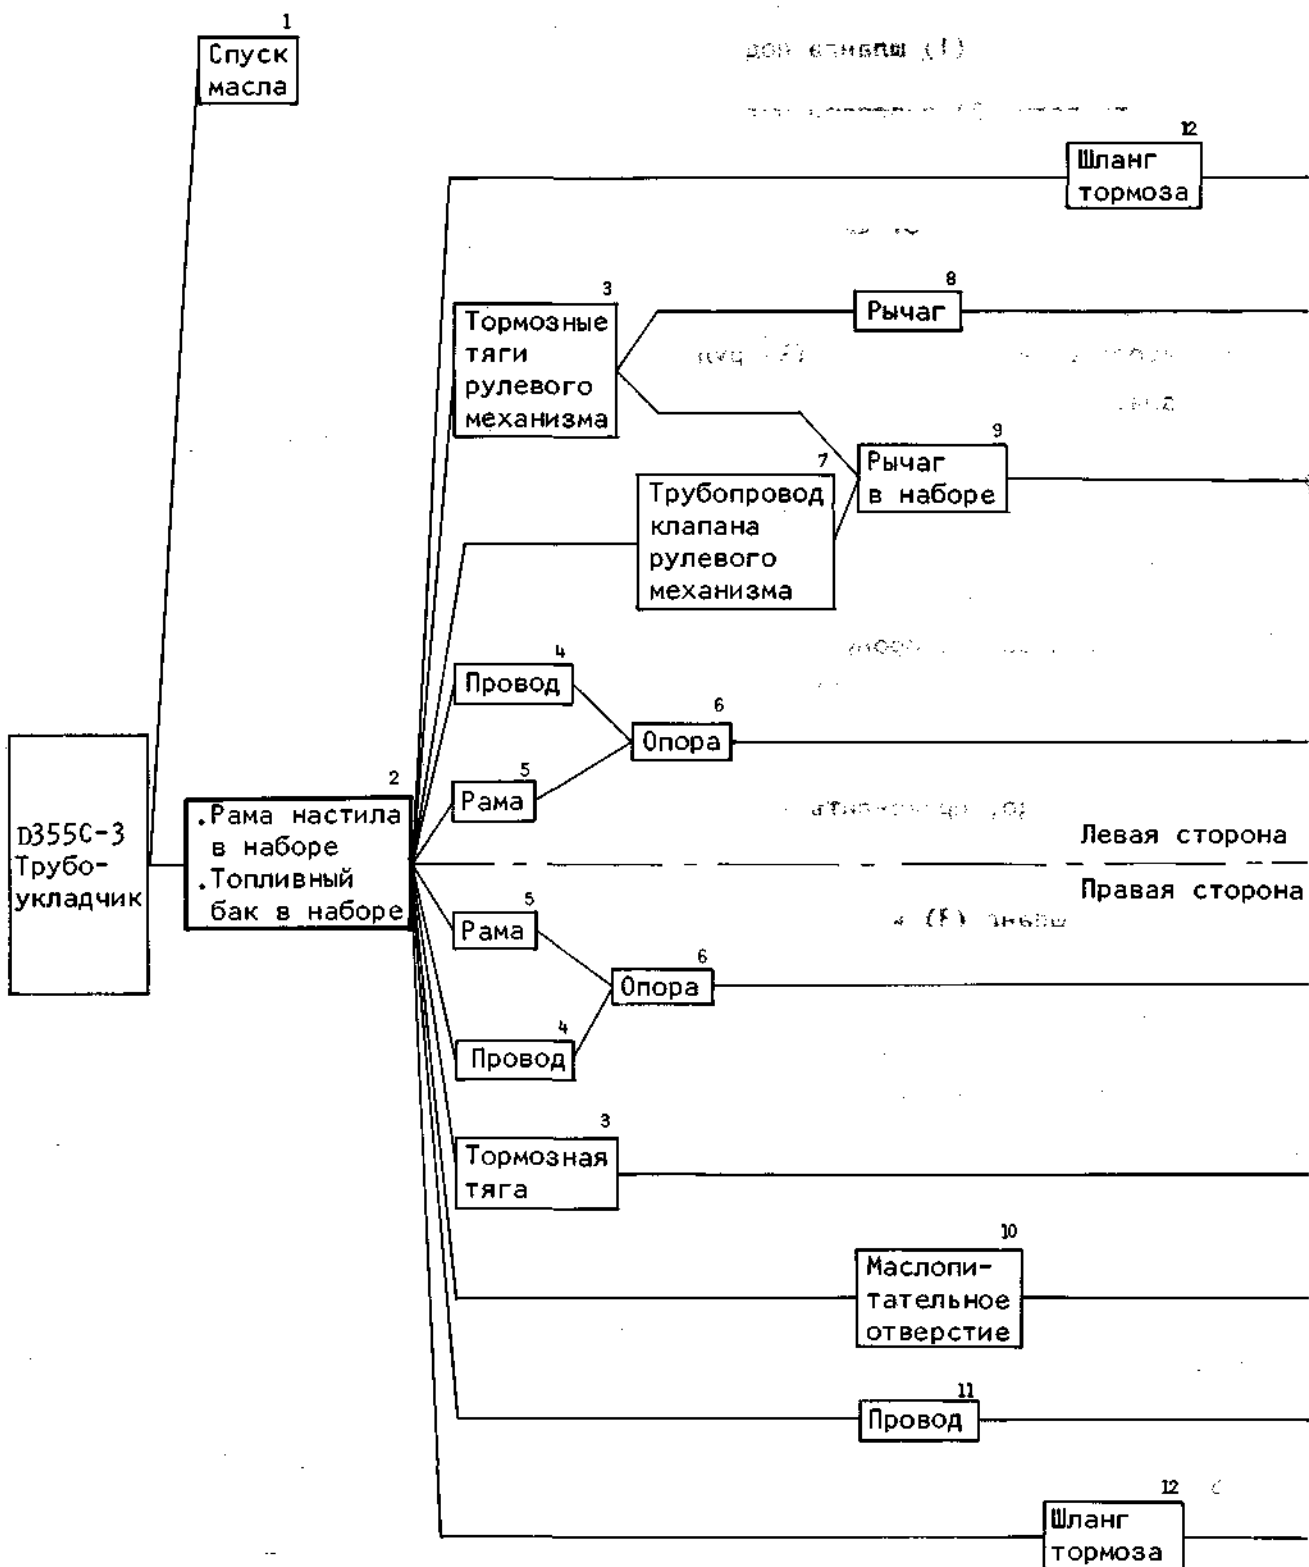 1
Спуск
масла
12
Шланг
тормоза
3
Тормозные
тяги
рулевого
механизма
8
Рычаг
9
Рычаг
в наборе
7
Трубопровод
клапана
рулевого
механизма
4
Провод
6
Опора
5
Рама
D355C-3
Трубо-
укладчик
2
.Рама настила
в наборе
.Топливный
бак в наборе
Левая сторона
Правая сторона
5
Рама
6
Опора
4
Провод
3
Тормозная
тяга
10
Маслопи-
тательное
отверстие
11
Провод
12
Шланг
тормоза